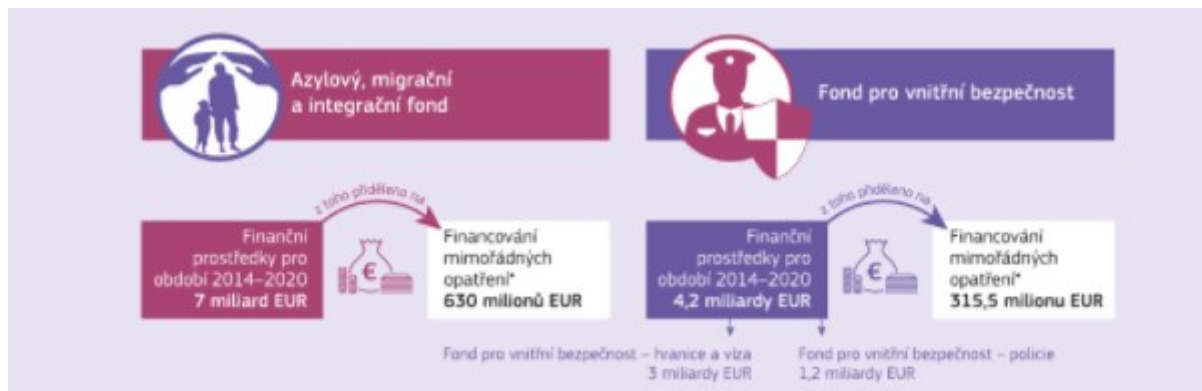 Azylový, migrační
a integrační fond
Fond pro vnitřní bezpečnost
z toho přiděleno na
Finanční
prostředky pro
období 2014–2020
7 miliard EUR
€
Financování
mimořádných
opatření*
630 milionů EUR
z toho přiděleno na
Finanční
prostředky pro
období 2014–2020
4,2 miliardy EUR
€
Financování
mimořádných
opatření*
315,5 milionu EUR
Fond pro vnitřní bezpečnost – hranice a víza
3 miliardy EUR
Fond pro vnitřní bezpečnost – policie
1,2 miliardy EUR